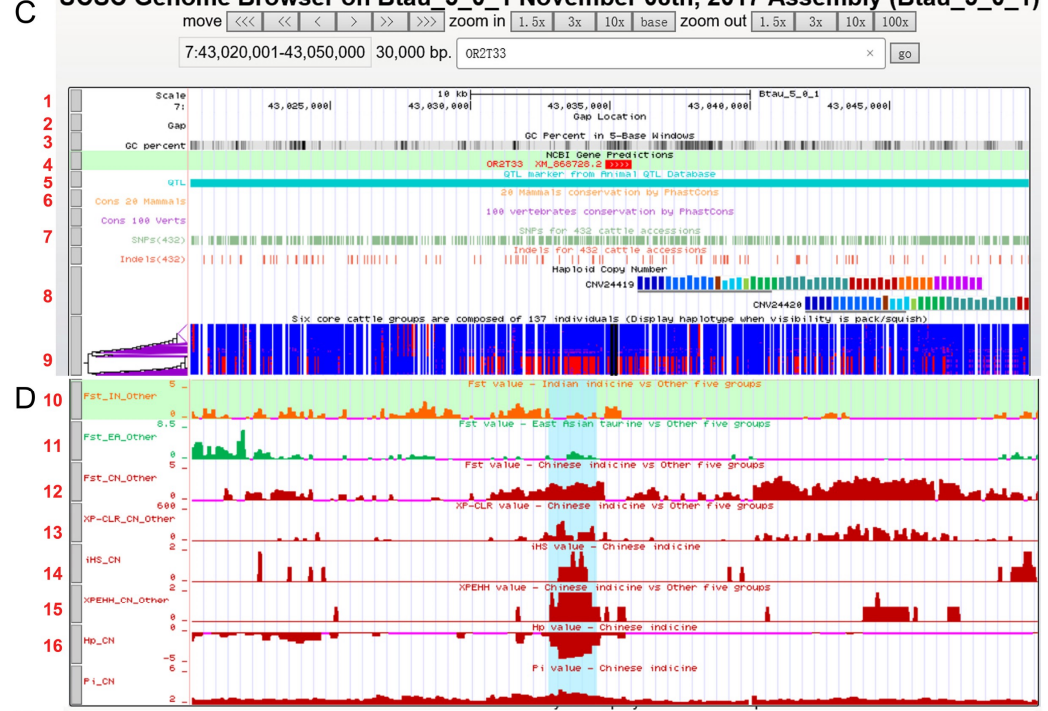 C
UCSC Genome Browser on Btau_5_0_1 November 06th, 2017 Assembly (Btau_5_0_1)
move <<< << < > >> >>> zoom in 1.5x 3x 10x base zoom out 1.5x 3x 10x 100x
7:43,020,001-43,050,000 30,000 bp. OR2T33 × go
1 Scale 10 kb Btau_5_0_1
7: 43,025,000 43,030,000 43,035,000 43,040,000 43,045,000
Gap Location
2 Gap
GC Percent in 5-Base Windows
3 GC percent
NCBI Gene Predictions
4 OR2T33 XM_868728.2 >>>>
QTL marker from Animal QTL Database
5 QTL
20 Mammals conservation by PhastCons
6 Cons 20 Mammals
100 vertebrates conservation by PhastCons
Cons 100 Verts
SNPs for 432 cattle accessions
7 SNPs(432)
Indels for 432 cattle accessions
Indels(432)
Haploid Copy Number
CNV24419
8 CNV24420
Six core cattle groups are composed of 137 individuals (Display haplotype when visibility is pack/squish)
9
D
Fst value - Indian indicine vs Other five groups
10 Fst_IN_Other 5 0
Fst value - East Asian taurine vs Other five groups
11 Fst_EA_Other 8.5 0
Fst value - Chinese indicine vs Other five groups
12 Fst_CN_Other 5 0
XP-CLR value - Chinese indicine vs Other five groups
13 XP-CLR_CN_Other 600 0
iHS value - Chinese indicine
14 iHS_CN 2 0
XPEHH value - Chinese indicine vs Other five groups
15 XPEHH_CN_Other 2 0
Hp value - Chinese indicine
16 Hp_CN 0 -5
Pi value - Chinese indicine
Pi_CN 6 2